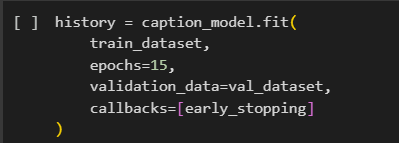 [ ] history = caption_model.fit(
train_dataset,
epochs=15,
validation_data=val_dataset,
callbacks=[early_stopping]
)